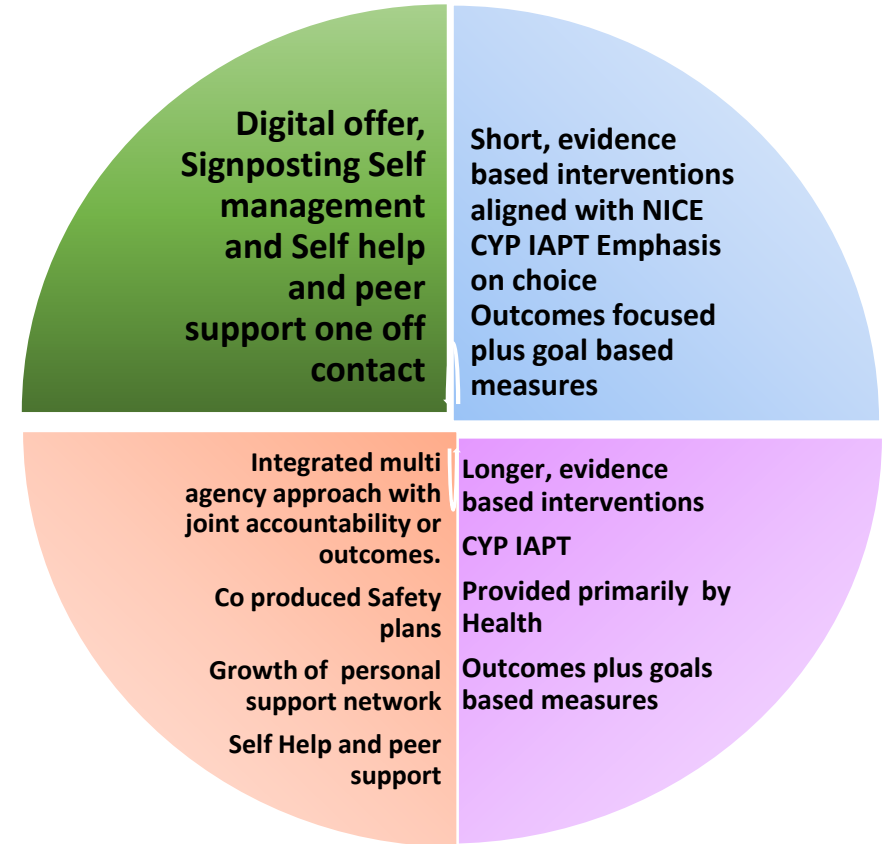 Digital offer,
Signposting Self
management
and Self help
and peer
support one off
contact
Short, evidence
based interventions
aligned with NICE
CYP IAPT Emphasis
on choice
Outcomes focused
plus goal based
measures
Integrated multi
agency approach with
joint accountability or
outcomes.
Co produced Safety
plans
Growth of personal
support network
Self Help and peer
support
Longer, evidence
based interventions
CYP IAPT
Provided primarily by
Health
Outcomes plus goals
based measures